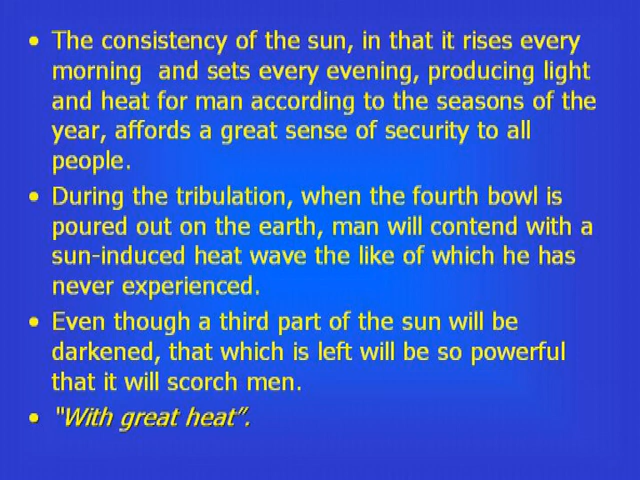 • The consistency of the sun, in that it rises every
morning  and sets every evening, producing light
and heat for man according to the seasons of the
year, affords a great sense of security to all
people.
• During the tribulation, when the fourth bowl is
poured out on the earth, man will contend with a
sun-induced heat wave the like of which he has
never experienced.
• Even though a third part of the sun will be
darkened, that which is left will be so powerful
that it will scorch men.
• "With great heat”.